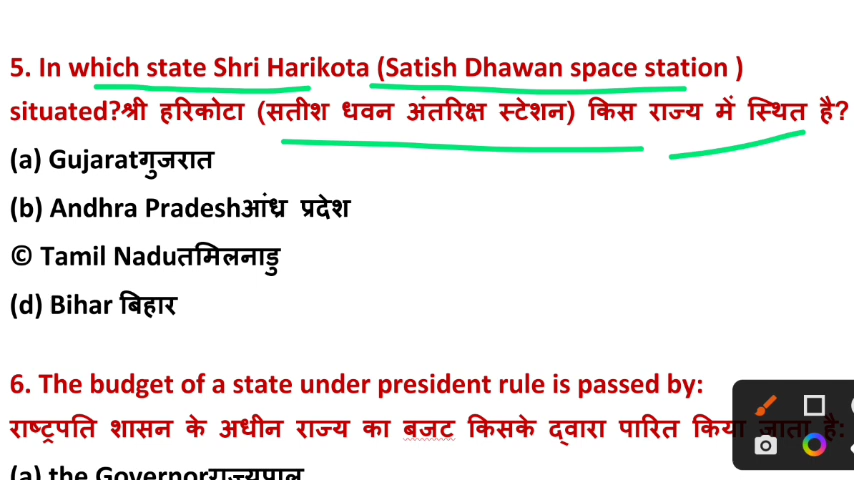 5. In which state Shri Harikota (Satish Dhawan space station )
situated?श्री हरिकोटा (सतीश धवन अंतरिक्ष स्टेशन) किस राज्य में स्थित है?
(a) Gujaratगुजरात
(b) Andhra Pradeshआंध्र प्रदेश
© Tamil Naduतमिलनाडु
(d) Bihar बिहार
6. The budget of a state under president rule is passed by:
राष्ट्रपति शासन के अधीन राज्य का बजट किसके द्वारा पारित किया जाता है:
(a) the Governorराज्यपाल